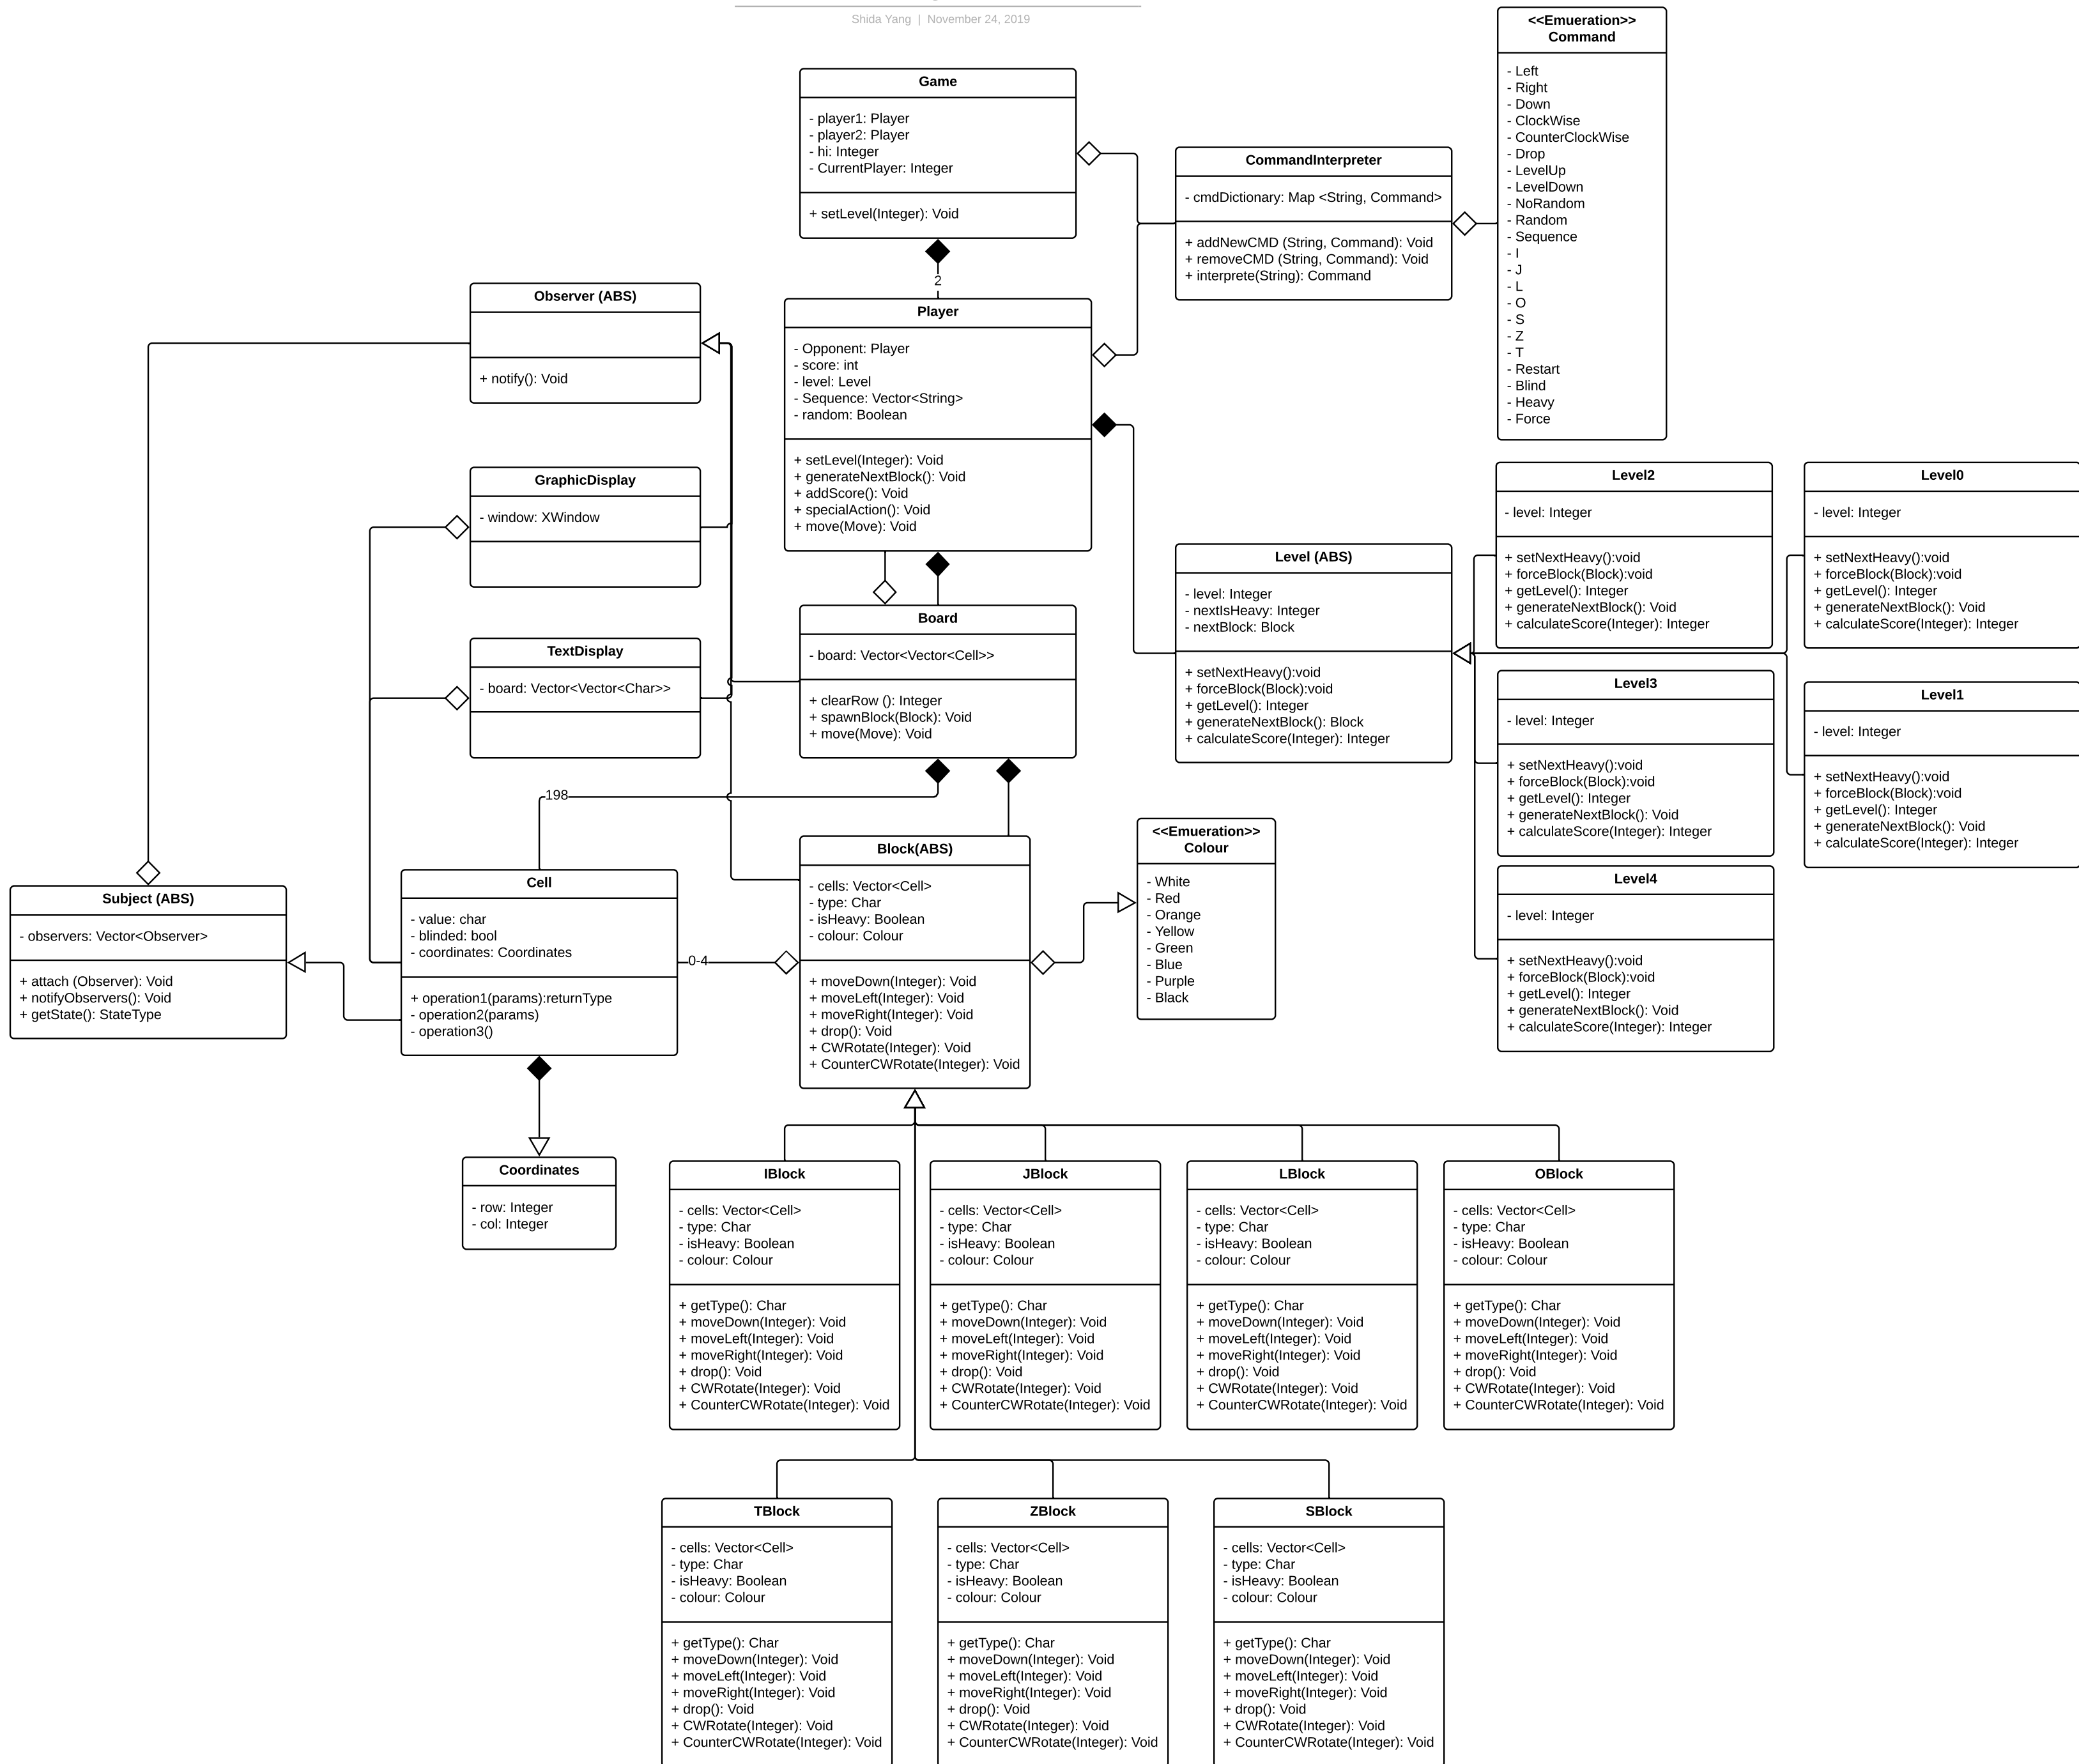 Shida Yang | November 24, 2019
<<Emueration>>
Command
- Left
- Right
- Down
- ClockWise
- CounterClockWise
- Drop
- LevelUp
- LevelDown
- NoRandom
- Random
- Sequence
- I
- J
- L
- O
- S
- Z
- T
- Restart
- Blind
- Heavy
- Force
Game
- player1: Player
- player2: Player
- hi: Integer
- CurrentPlayer: Integer
+ setLevel(Integer): Void
CommandInterpreter
- cmdDictionary: Map <String, Command>
+ addNewCMD (String, Command): Void
+ removeCMD (String, Command): Void
+ interprete(String): Command
2
Observer (ABS)
+ notify(): Void
Player
- Opponent: Player
- score: int
- level: Level
- Sequence: Vector<String>
- random: Boolean
+ setLevel(Integer): Void
+ generateNextBlock(): Void
+ addScore(): Void
+ specialAction(): Void
+ move(Move): Void
GraphicDisplay
- window: XWindow
Level2
- level: Integer
+ setNextHeavy():void
+ forceBlock(Block):void
+ getLevel(): Integer
+ generateNextBlock(): Void
+ calculateScore(Integer): Integer
Level0
- level: Integer
+ setNextHeavy():void
+ forceBlock(Block):void
+ getLevel(): Integer
+ generateNextBlock(): Void
+ calculateScore(Integer): Integer
Level (ABS)
- level: Integer
- nextIsHeavy: Integer
- nextBlock: Block
+ setNextHeavy():void
+ forceBlock(Block):void
+ getLevel(): Integer
+ generateNextBlock(): Block
+ calculateScore(Integer): Integer
Board
- board: Vector<Vector<Cell>>
+ clearRow (): Integer
+ spawnBlock(Block): Void
+ move(Move): Void
TextDisplay
- board: Vector<Vector<Char>>
Level3
- level: Integer
+ setNextHeavy():void
+ forceBlock(Block):void
+ getLevel(): Integer
+ generateNextBlock(): Void
+ calculateScore(Integer): Integer
Level1
- level: Integer
+ setNextHeavy():void
+ forceBlock(Block):void
+ getLevel(): Integer
+ generateNextBlock(): Void
+ calculateScore(Integer): Integer
198
<<Emueration>>
Colour
- White
- Red
- Orange
- Yellow
- Green
- Blue
- Purple
- Black
Block(ABS)
- cells: Vector<Cell>
- type: Char
- isHeavy: Boolean
- colour: Colour
+ moveDown(Integer): Void
+ moveLeft(Integer): Void
+ moveRight(Integer): Void
+ drop(): Void
+ CWRotate(Integer): Void
+ CounterCWRotate(Integer): Void
Level4
- level: Integer
+ setNextHeavy():void
+ forceBlock(Block):void
+ getLevel(): Integer
+ generateNextBlock(): Void
+ calculateScore(Integer): Integer
Cell
- value: char
- blinded: bool
- coordinates: Coordinates
+ operation1(params):returnType
- operation2(params)
- operation3()
0-4
Subject (ABS)
- observers: Vector<Observer>
+ attach (Observer): Void
+ notifyObservers(): Void
+ getState(): StateType
Coordinates
- row: Integer
- col: Integer
IBlock
- cells: Vector<Cell>
- type: Char
- isHeavy: Boolean
- colour: Colour
+ getType(): Char
+ moveDown(Integer): Void
+ moveLeft(Integer): Void
+ moveRight(Integer): Void
+ drop(): Void
+ CWRotate(Integer): Void
+ CounterCWRotate(Integer): Void
JBlock
- cells: Vector<Cell>
- type: Char
- isHeavy: Boolean
- colour: Colour
+ getType(): Char
+ moveDown(Integer): Void
+ moveLeft(Integer): Void
+ moveRight(Integer): Void
+ drop(): Void
+ CWRotate(Integer): Void
+ CounterCWRotate(Integer): Void
LBlock
- cells: Vector<Cell>
- type: Char
- isHeavy: Boolean
- colour: Colour
+ getType(): Char
+ moveDown(Integer): Void
+ moveLeft(Integer): Void
+ moveRight(Integer): Void
+ drop(): Void
+ CWRotate(Integer): Void
+ CounterCWRotate(Integer): Void
OBlock
- cells: Vector<Cell>
- type: Char
- isHeavy: Boolean
- colour: Colour
+ getType(): Char
+ moveDown(Integer): Void
+ moveLeft(Integer): Void
+ moveRight(Integer): Void
+ drop(): Void
+ CWRotate(Integer): Void
+ CounterCWRotate(Integer): Void
TBlock
- cells: Vector<Cell>
- type: Char
- isHeavy: Boolean
- colour: Colour
+ getType(): Char
+ moveDown(Integer): Void
+ moveLeft(Integer): Void
+ moveRight(Integer): Void
+ drop(): Void
+ CWRotate(Integer): Void
+ CounterCWRotate(Integer): Void
ZBlock
- cells: Vector<Cell>
- type: Char
- isHeavy: Boolean
- colour: Colour
+ getType(): Char
+ moveDown(Integer): Void
+ moveLeft(Integer): Void
+ moveRight(Integer): Void
+ drop(): Void
+ CWRotate(Integer): Void
+ CounterCWRotate(Integer): Void
SBlock
- cells: Vector<Cell>
- type: Char
- isHeavy: Boolean
- colour: Colour
+ getType(): Char
+ moveDown(Integer): Void
+ moveLeft(Integer): Void
+ moveRight(Integer): Void
+ drop(): Void
+ CWRotate(Integer): Void
+ CounterCWRotate(Integer): Void